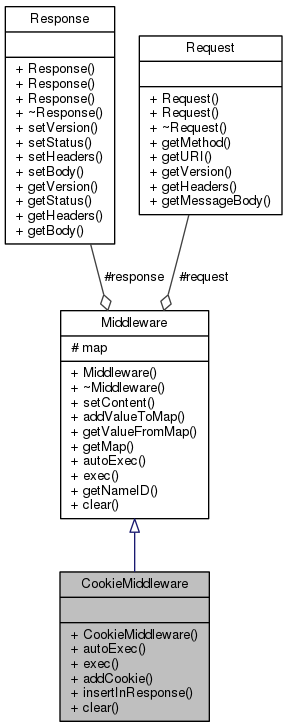 Response
+ Response()
+ Response()
+ Response()
+ ~Response()
+ setVersion()
+ setStatus()
+ setHeaders()
+ setBody()
+ getVersion()
+ getStatus()
+ getHeaders()
+ getBody()
Request
+ Request()
+ Request()
+ ~Request()
+ getMethod()
+ getURI()
+ getVersion()
+ getHeaders()
+ getMessageBody()
#response
#request
Middleware
# map
+ Middleware()
+ ~Middleware()
+ setContent()
+ addValueToMap()
+ getValueFromMap()
+ getMap()
+ autoExec()
+ exec()
+ getNameID()
+ clear()
CookieMiddleware
+ CookieMiddleware()
+ autoExec()
+ exec()
+ addCookie()
+ insertInResponse()
+ clear()